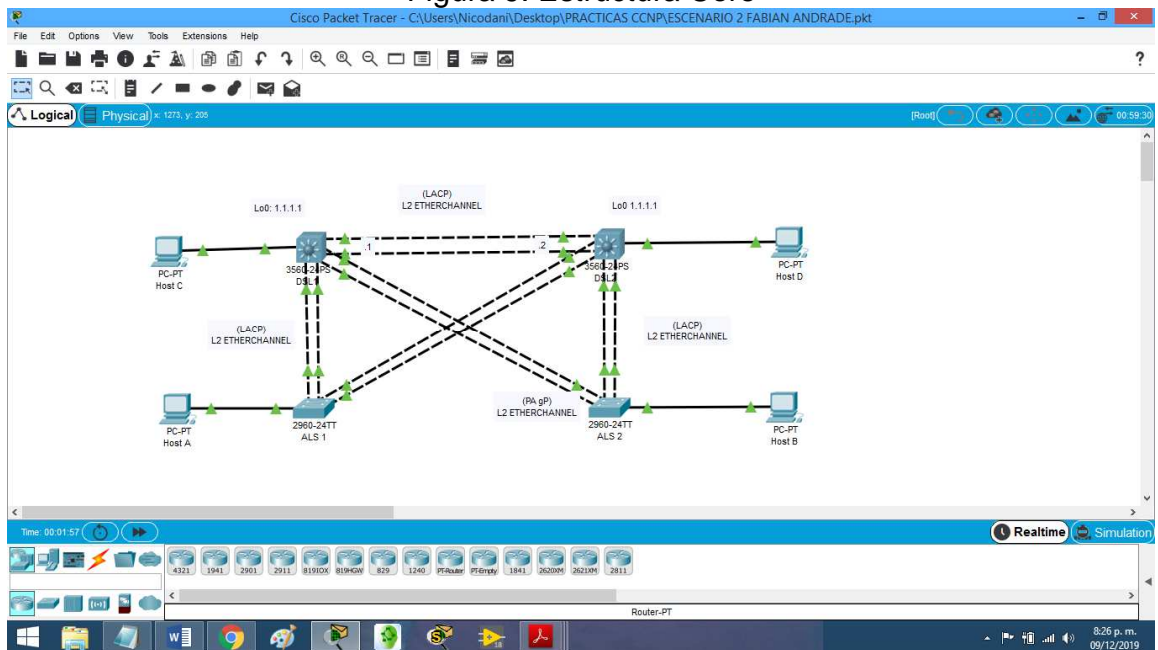 Cisco Packet Tracer - C:\Users\Nicodani\Desktop\PRACTICAS CCNP\ESCENARIO 2 FABIAN ANDRADE.pkt
File Edit Options View Tools Extensions Help
?
Logical Physical x: 1273, y: 205 [Root] 00:59:30
(LACP)
L2 ETHERCHANNEL
Lo0: 1.1.1.1
Lo0 1.1.1.1
.1
.2
PC-PT
Host C
3560-24PS
DSL1
3560-24PS
DSL2
PC-PT
Host D
(LACP)
L2 ETHERCHANNEL
(LACP)
L2 ETHERCHANNEL
(PA gP)
L2 ETHERCHANNEL
PC-PT
Host A
2960-24TT
ALS 1
2960-24TT
ALS 2
PC-PT
Host B
Time: 00:01:57 Realtime Simulation
4321 1941 2901 2911 819IOX 819HGW 829 1240 PT-Router PT-Empty 1841 2620XM 2621XM 2811
Router-PT
8:26 p. m.
09/12/2019